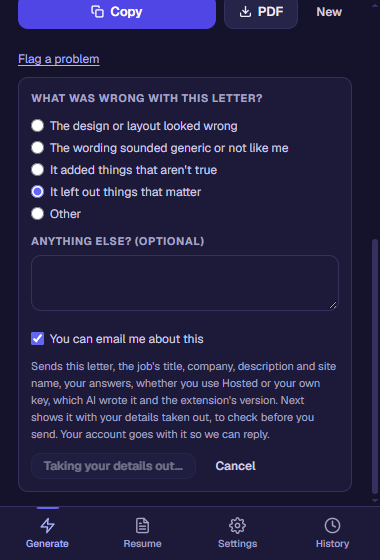 Copy
PDF
New
Flag a problem
WHAT WAS WRONG WITH THIS LETTER?
The design or layout looked wrong
The wording sounded generic or not like me
It added things that aren't true
It left out things that matter
Other
ANYTHING ELSE? (OPTIONAL)
You can email me about this
Sends this letter, the job's title, company, description and site
name, your answers, whether you use Hosted or your own
key, which AI wrote it and the extension's version. Next
shows it with your details taken out, to check before you
send. Your account goes with it so we can reply.
Taking your details out…
Cancel
Generate
Resume
Settings
History